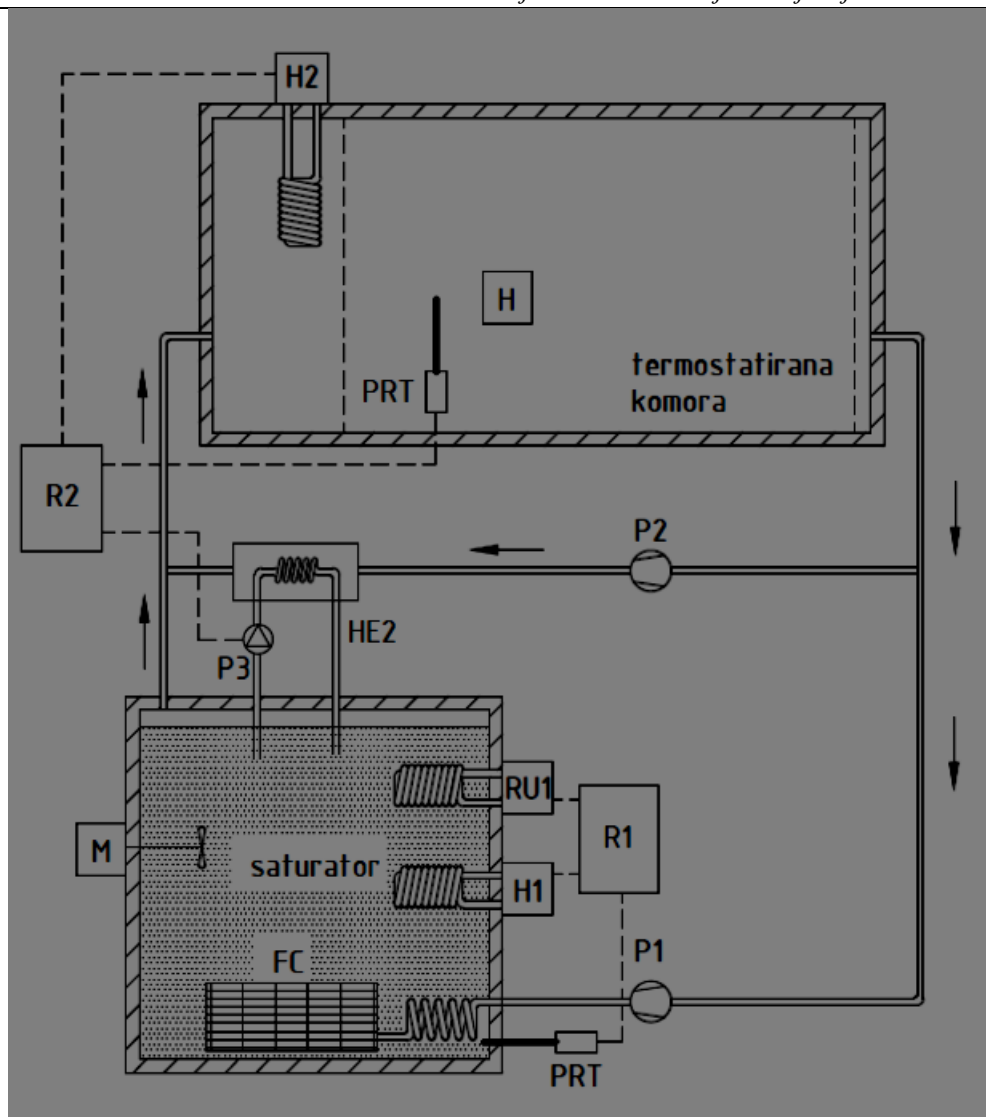 H2
H
termostatirana
komora
PRT
R2
P2
HE2
P3
RU1
R1
M
saturator
H1
FC
P1
PRT